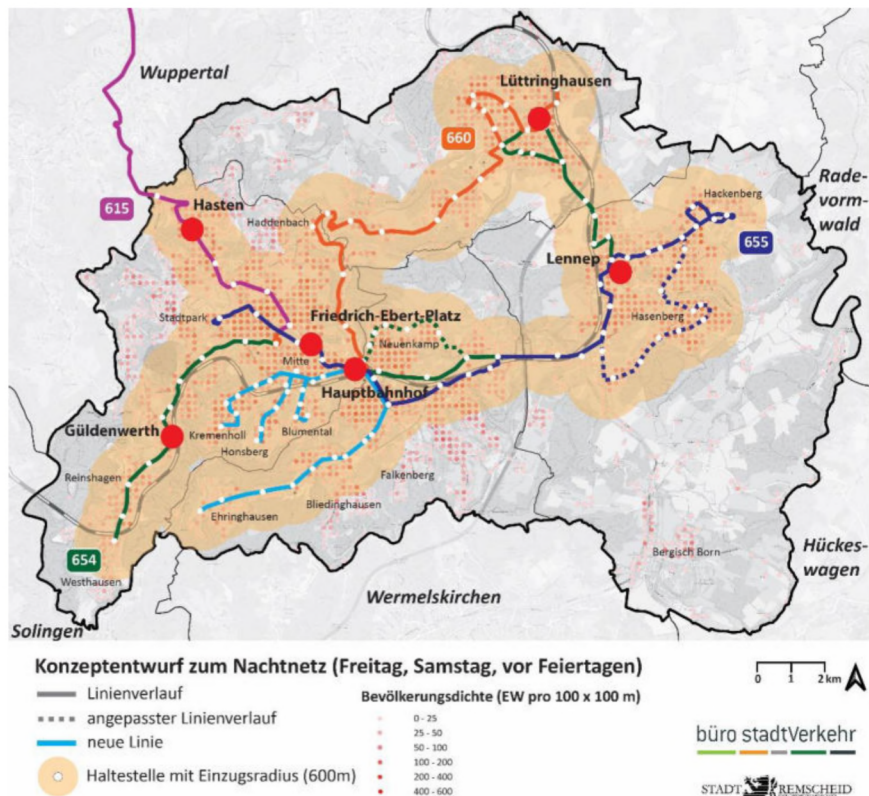 Wuppertal
Lüttringhausen
660
615
Hasten
Haddenbach
Hackenberg
Rade-
vorm-
wald
655
Lennep
Stadtpark
Friedrich-Ebert-Platz
Hasenberg
Mitte
Neuenkamp
Hauptbahnhof
Güldenwerth
Kremenholl
Blumental
Honsberg
Reinshagen
Falkenberg
Bliedinghausen
Ehringhausen
654
Westhausen
Bergisch Born
Hückes-
wagen
Wermelskirchen
Solingen
Konzeptentwurf zum Nachtnetz (Freitag, Samstag, vor Feiertagen)
0 1 2 km
Linienverlauf
angepasster Linienverlauf
neue Linie
Haltestelle mit Einzugsradius (600m)
Bevölkerungsdichte (EW pro 100 x 100 m)
0 - 25
25 - 50
50 - 100
100 - 200
200 - 400
400 - 600
büro stadtVerkehr
STADT REMSCHEID